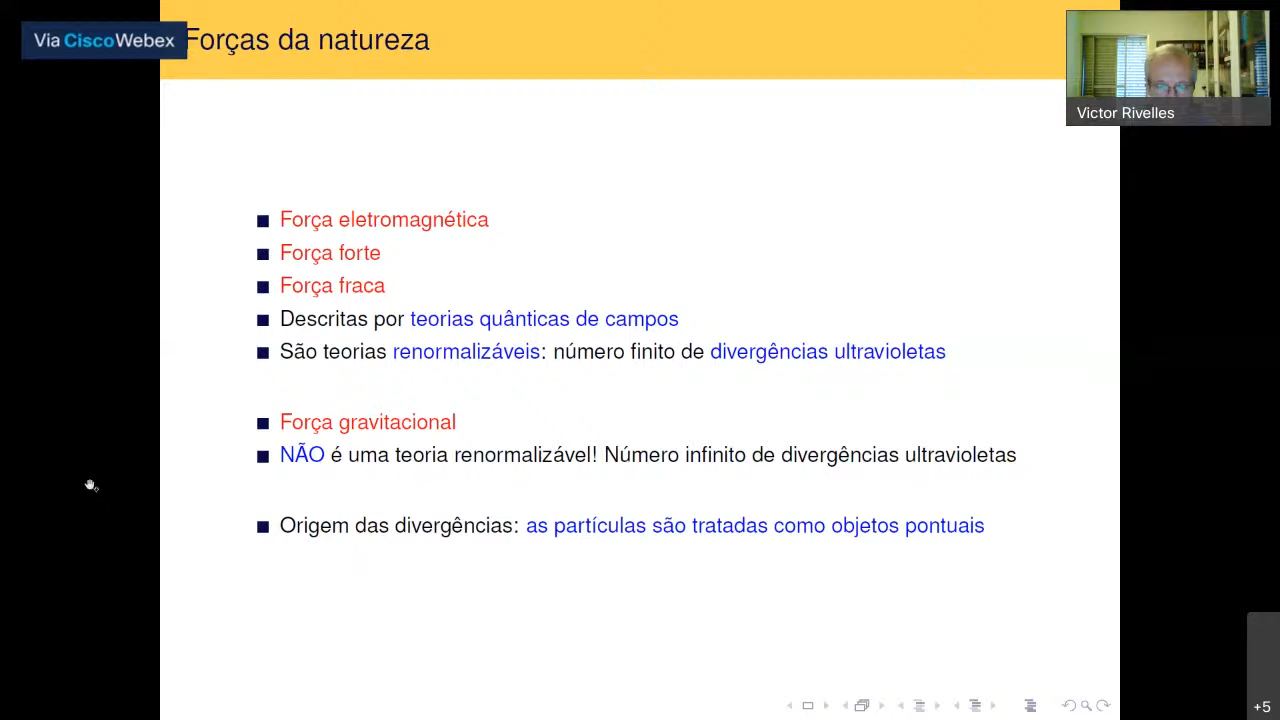 Via Cisco Webex
Forças da natureza
Victor Rivelles
Força eletromagnética
Força forte
Força fraca
Descritas por teorias quânticas de campos
São teorias renormalizáveis: número finito de divergências ultravioletas
Força gravitacional
NÃO é uma teoria renormalizável! Número infinito de divergências ultravioletas
Origem das divergências: as partículas são tratadas como objetos pontuais
+5